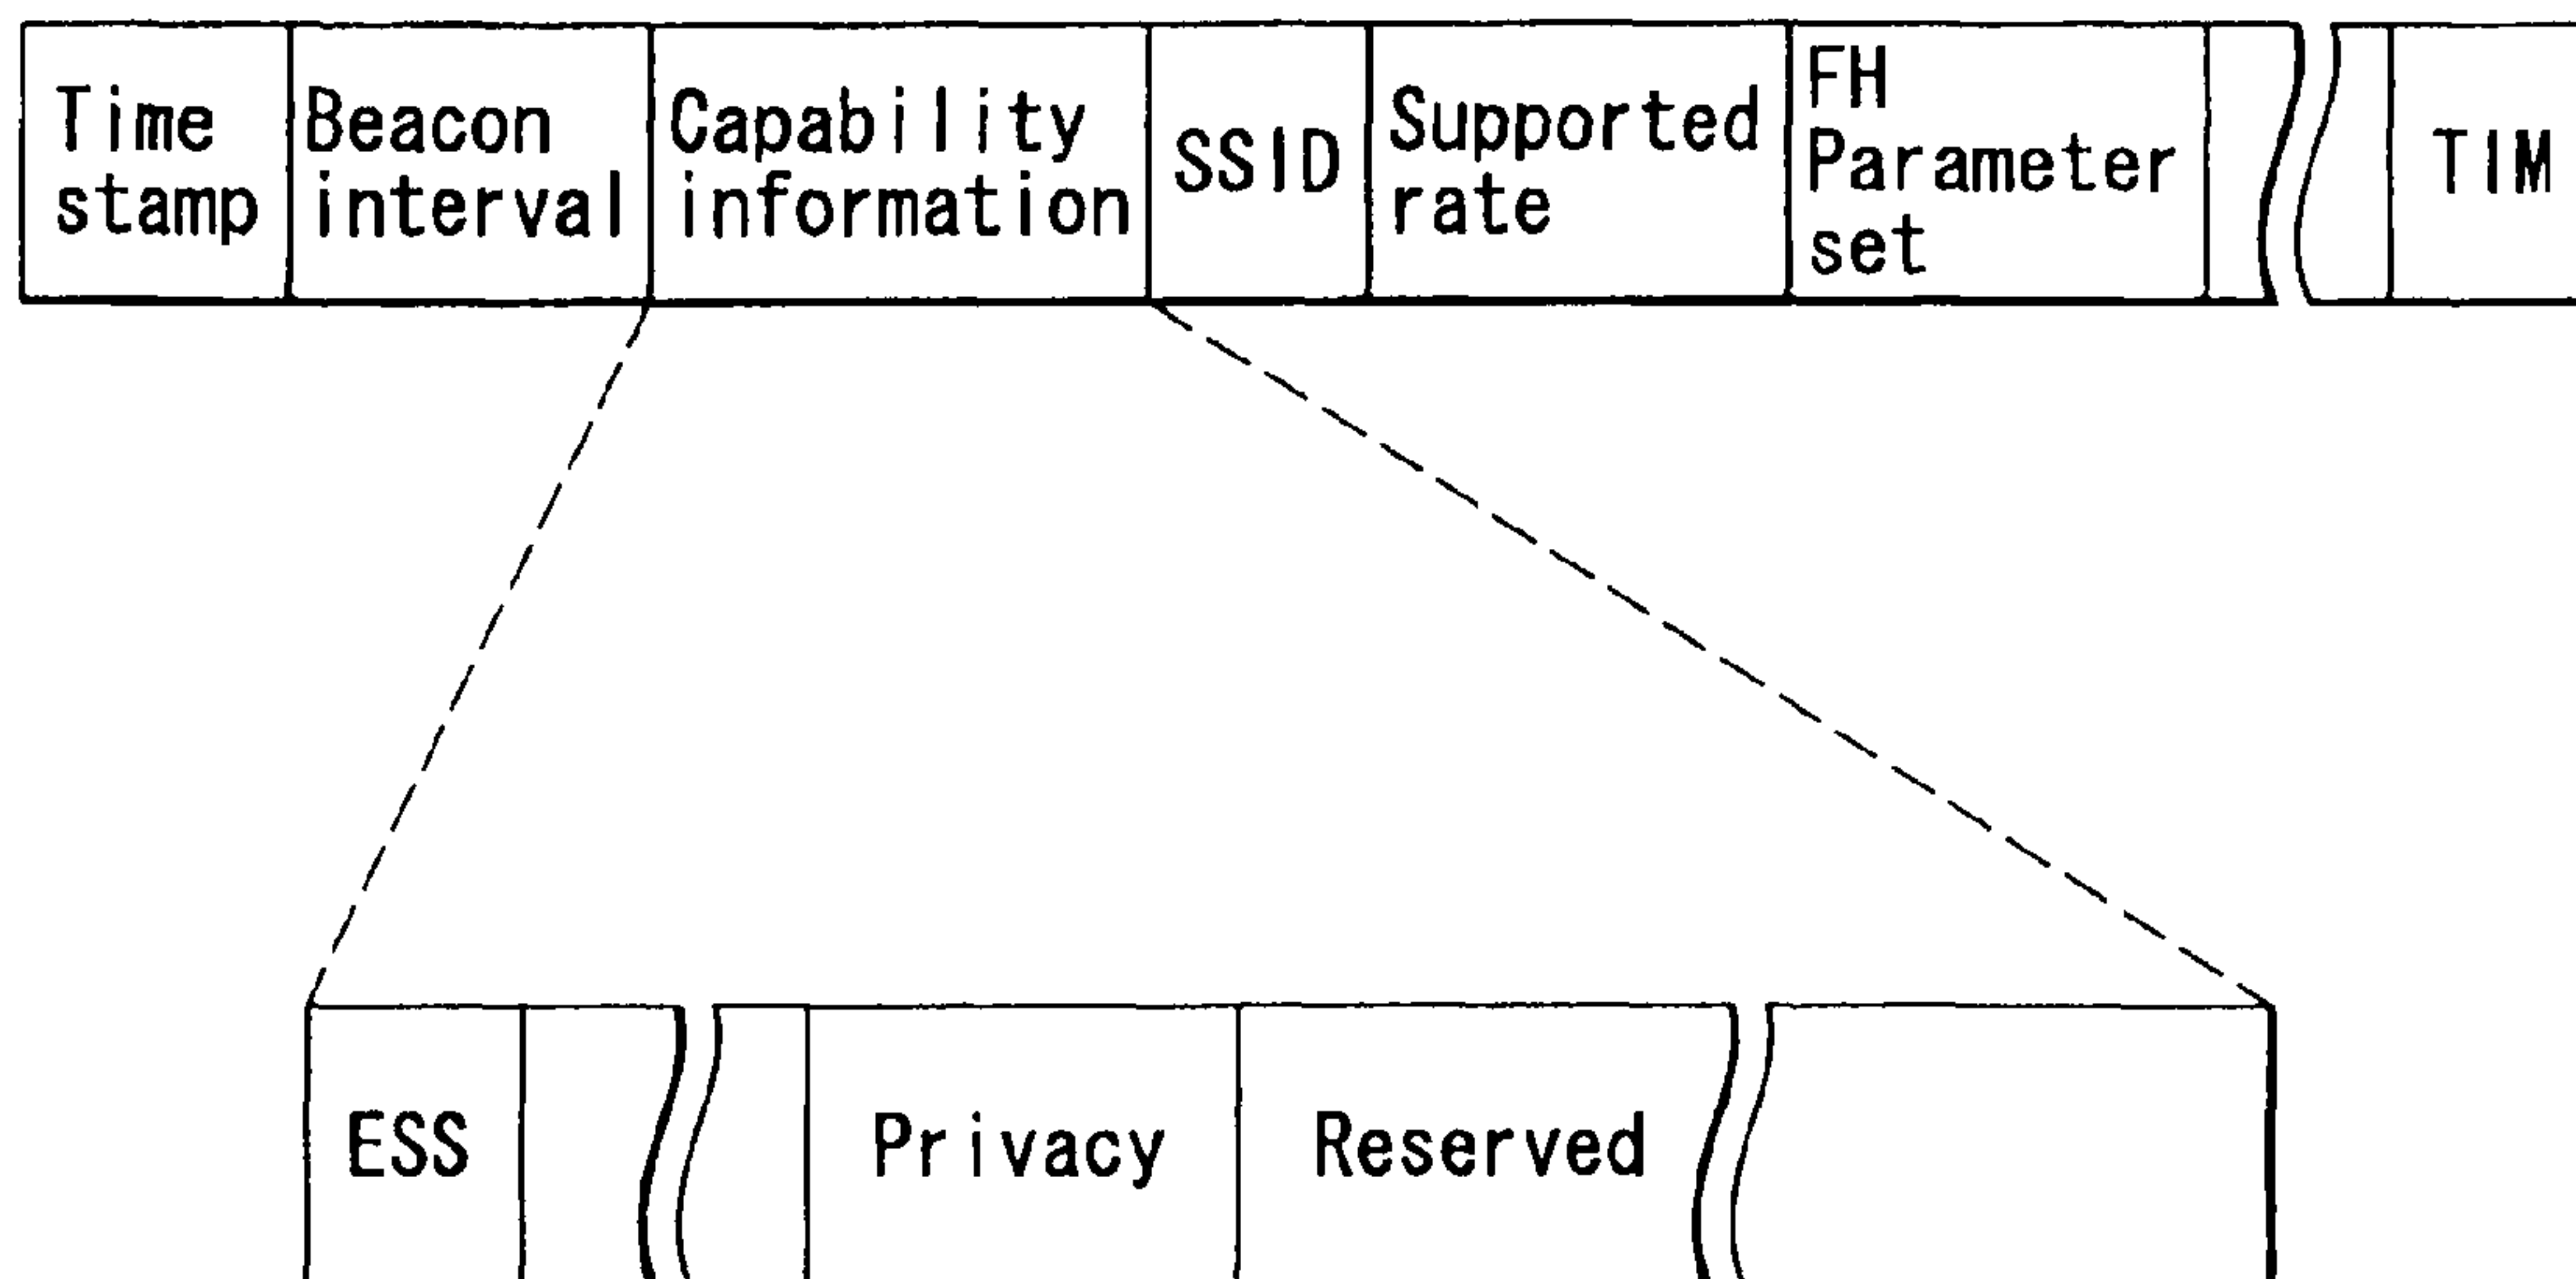 Time
stamp
Beacon
interval
Capability
information
SSID
Supported
rate
FH
Parameter
set
TIM
ESS
Privacy
Reserved